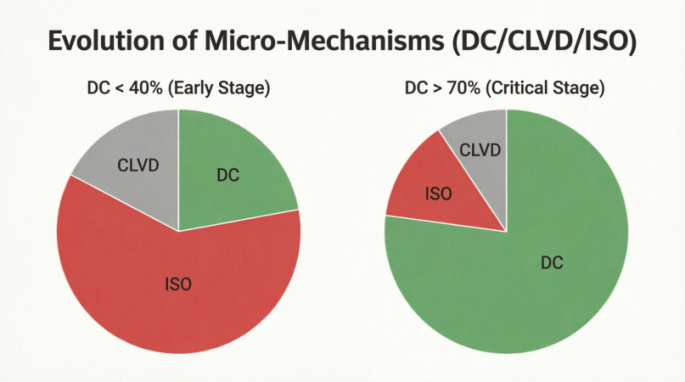 Evolution of Micro-Mechanisms (DC/CLVD/ISO)
DC < 40% (Early Stage)
CLVD
DC
ISO
DC > 70% (Critical Stage)
CLVD
ISO
DC